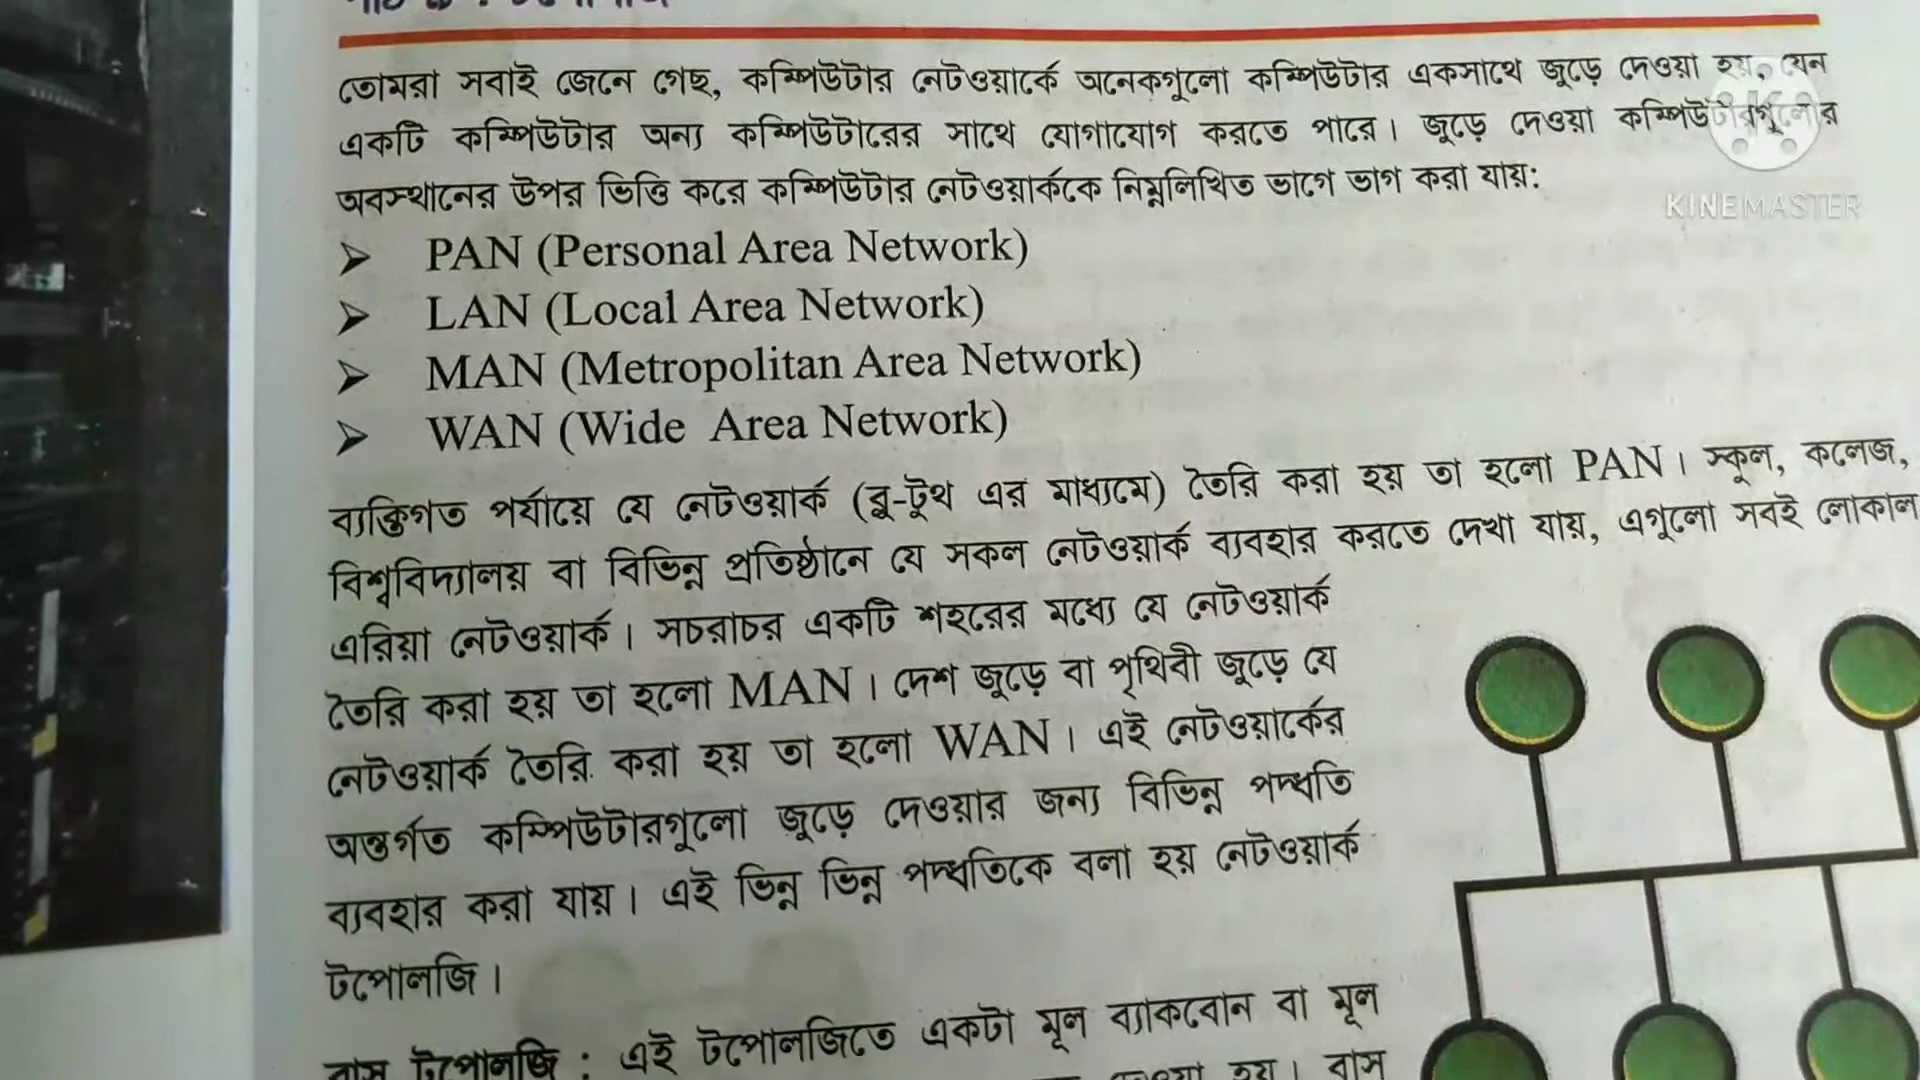 তোমরা সবাই জেনে গেছ, কম্পিউটার নেটওয়ার্কে অনেকগুলো কম্পিউটার একসাথে জুড়ে দেওয়া হয়, যেন
একটি কম্পিউটার অন্য কম্পিউটারের সাথে যোগাযোগ করতে পারে। জুড়ে দেওয়া কম্পিউটারগুলোর
অবস্থানের উপর ভিত্তি করে কম্পিউটার নেটওয়ার্ককে নিম্নলিখিত ভাগে ভাগ করা যায়:
KINEMASTER
➢ PAN (Personal Area Network)
➢ LAN (Local Area Network)
➢ MAN (Metropolitan Area Network)
➢ WAN (Wide Area Network)
ব্যক্তিগত পর্যায়ে যে নেটওয়ার্ক (ব্লু-টুথ এর মাধ্যমে) তৈরি করা হয় তা হলো PAN। স্কুল, কলেজ,
বিশ্ববিদ্যালয় বা বিভিন্ন প্রতিষ্ঠানে যে সকল নেটওয়ার্ক ব্যবহার করতে দেখা যায়, এগুলো সবই লোকাল
এরিয়া নেটওয়ার্ক। সচরাচর একটি শহরের মধ্যে যে নেটওয়ার্ক
তৈরি করা হয় তা হলো MAN। দেশ জুড়ে বা পৃথিবী জুড়ে যে
নেটওয়ার্ক তৈরি করা হয় তা হলো WAN। এই নেটওয়ার্কের
অন্তর্গত কম্পিউটারগুলো জুড়ে দেওয়ার জন্য বিভিন্ন পদ্ধতি
ব্যবহার করা যায়। এই ভিন্ন ভিন্ন পদ্ধতিকে বলা হয় নেটওয়ার্ক
টপোলজি।
বাস টপোলজি : এই টপোলজিতে একটা মূল ব্যাকবোন বা মূল
হয়। বাস